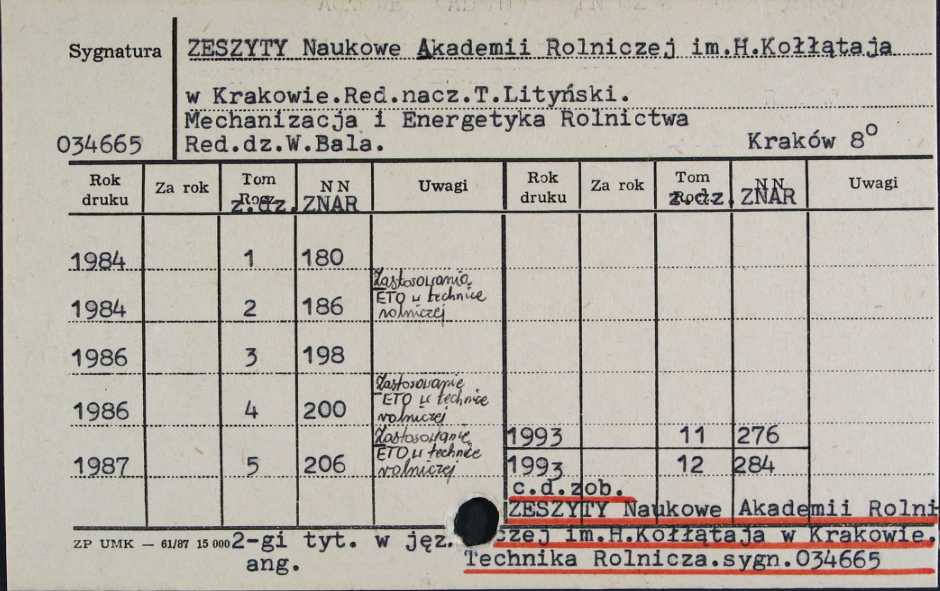 Sygnatura
ZESZYTY Naukowe Akademii Rolniczej im.H.Kołłątaja
w Krakowie.Red.nacz.T.Lityński.
Mechanizacja i Energetyka Rolnictwa
034665 Red.dz.W.Bala. Kraków 8°
Rok druku Za rok Tom z.dz. NN ZNAR Uwagi Rok druku Za rok Tom z.dz. NN ZNAR Uwagi
1984 1 180
1984 2 186 Zastosowania
ETO w technice
rolniczej
1986 3 198
1986 4 200 Zastosowanie
ETO w technice
rolniczej
1987 5 206 Zastosowanie
ETO w technice
rolniczej
1993 11 276
1993 12 284
c.d.zob.
ZESZYTY Naukowe Akademii Rolni
czej im.H.Kołłątaja w Krakowie.
Technika Rolnicza.sygn.034665
ZP UMK — 61/87 15 000
2-gi tyt. w jęz.
ang.